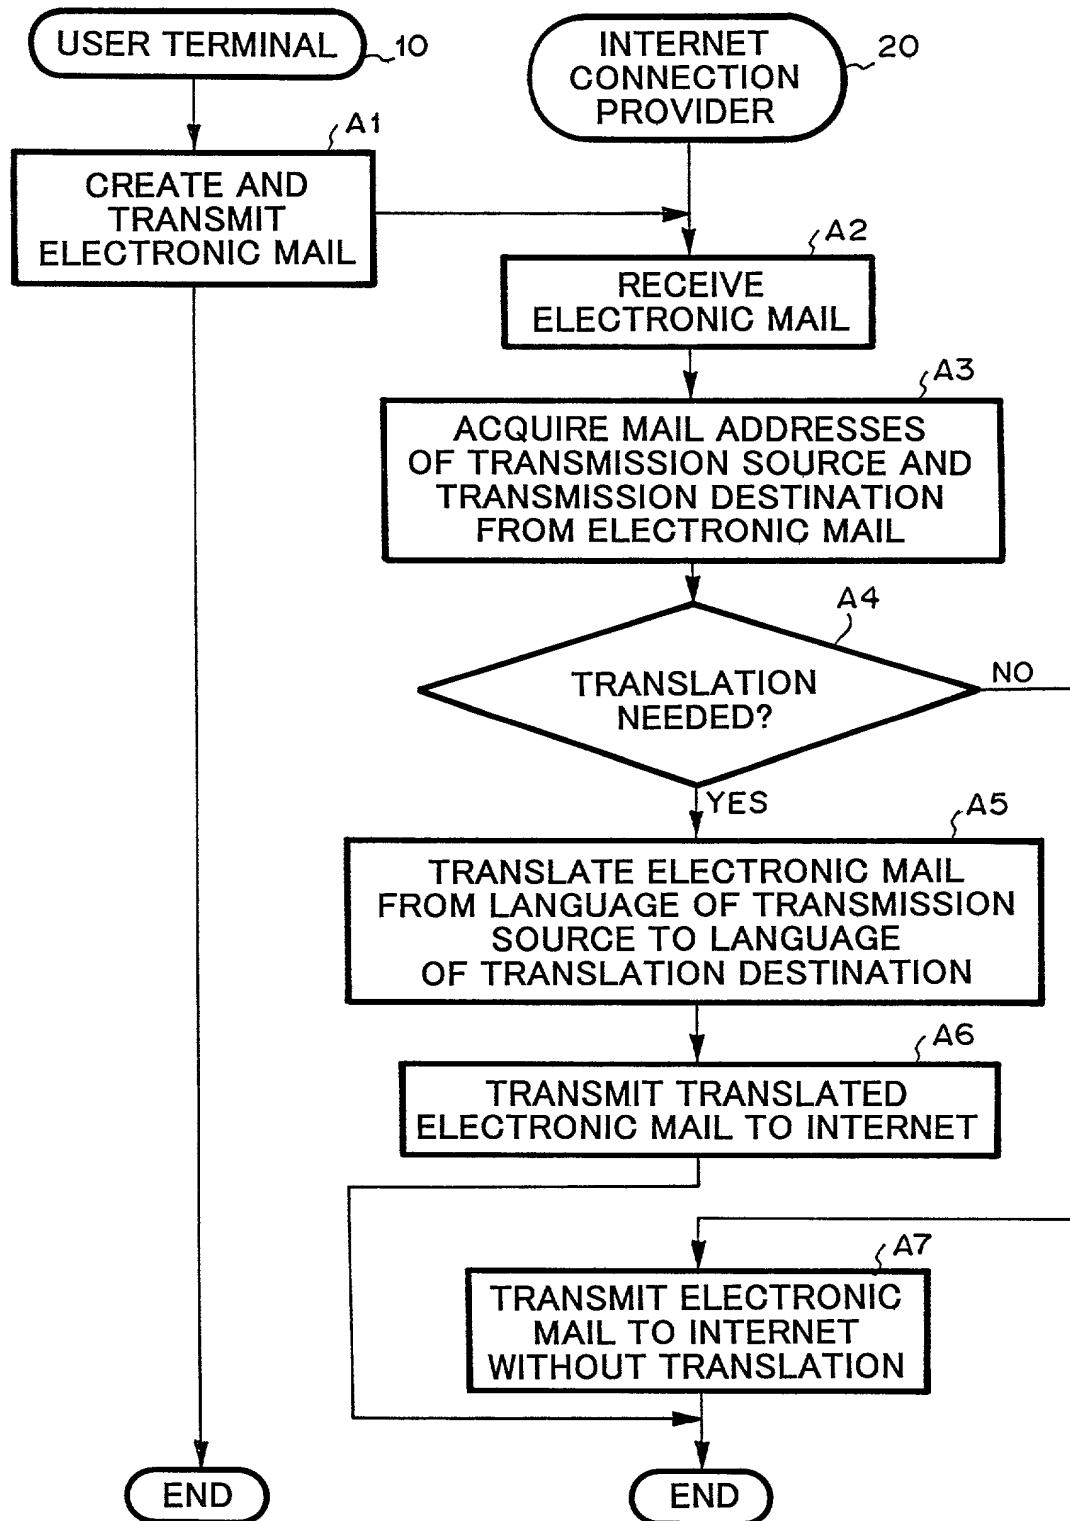 USER TERMINAL
10
INTERNET
CONNECTION
PROVIDER
20
A1
CREATE AND
TRANSMIT
ELECTRONIC MAIL
A2
RECEIVE
ELECTRONIC MAIL
A3
ACQUIRE MAIL ADDRESSES
OF TRANSMISSION SOURCE AND
TRANSMISSION DESTINATION
FROM ELECTRONIC MAIL
A4
TRANSLATION
NEEDED?
NO
YES
A5
TRANSLATE ELECTRONIC MAIL
FROM LANGUAGE OF TRANSMISSION
SOURCE TO LANGUAGE
OF TRANSLATION DESTINATION
A6
TRANSMIT TRANSLATED
ELECTRONIC MAIL TO INTERNET
A7
TRANSMIT ELECTRONIC
MAIL TO INTERNET
WITHOUT TRANSLATION
END
END